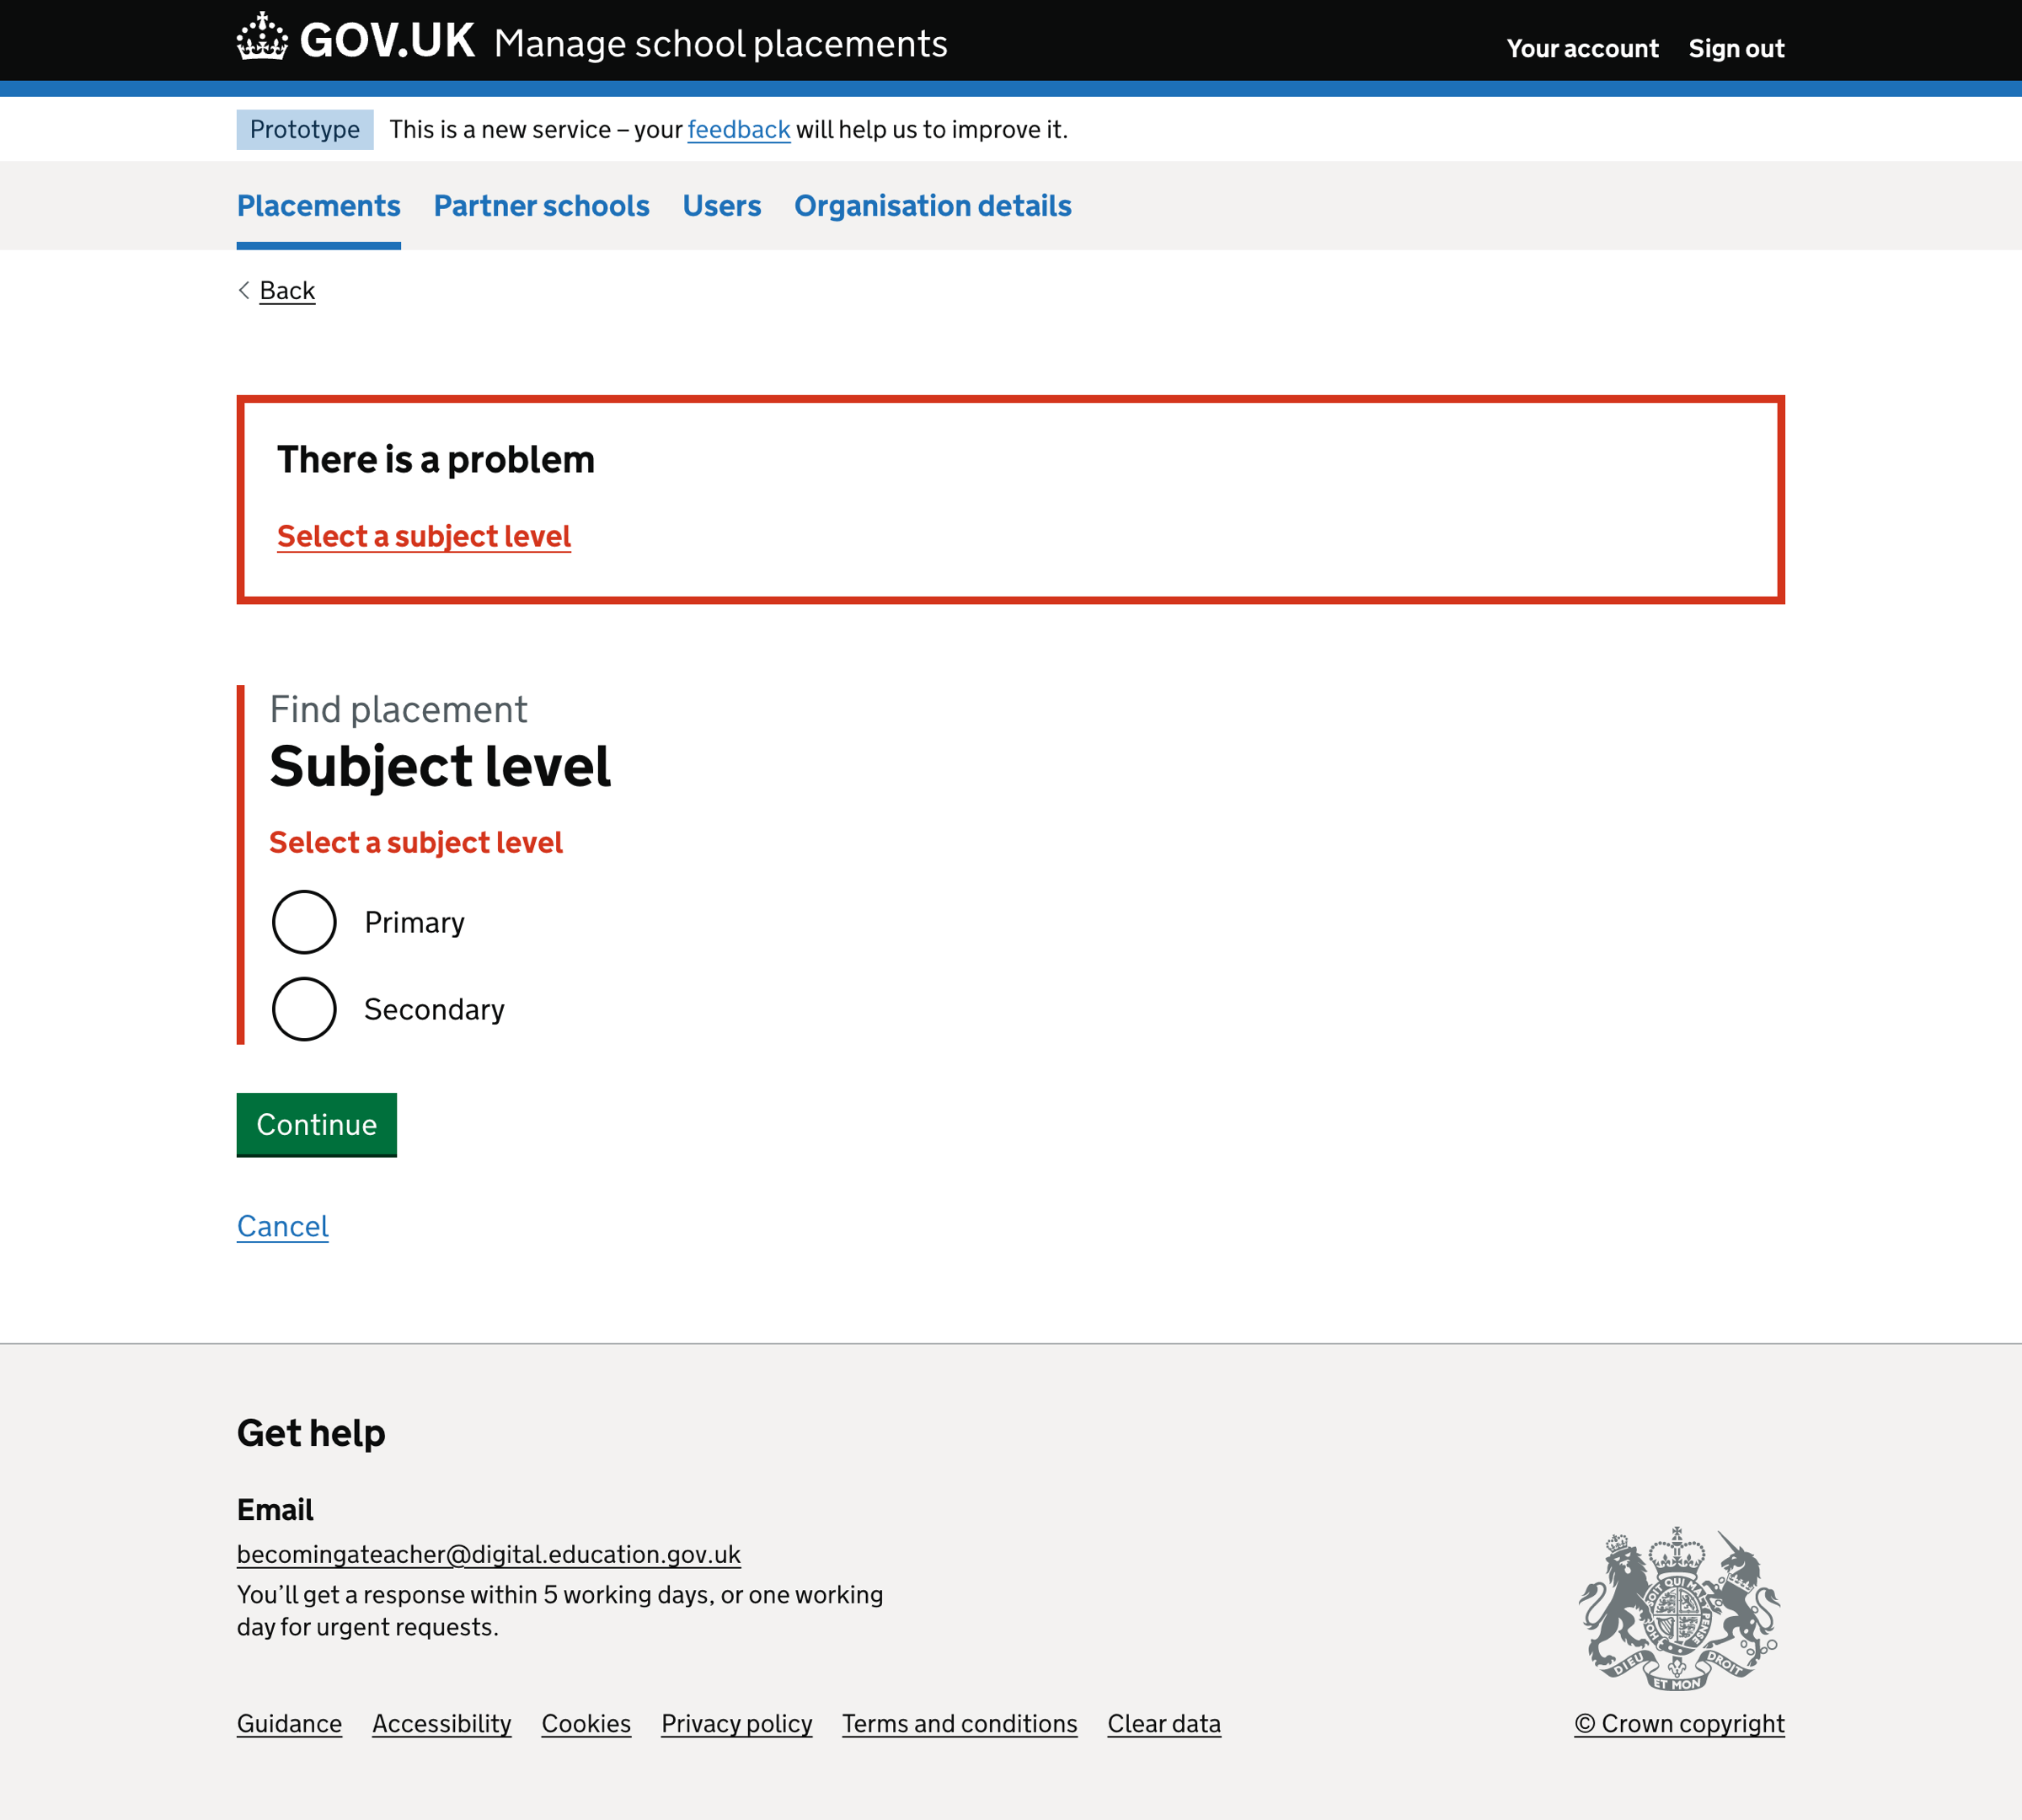 GOV.UK Manage school placements
Your account Sign out
Prototype This is a new service – your feedback will help us to improve it.
Placements Partner schools Users Organisation details
Back
There is a problem
Select a subject level
Find placement
Subject level
Select a subject level
Primary
Secondary
Continue
Cancel
Get help
Email
becomingateacher@digital.education.gov.uk
You’ll get a response within 5 working days, or one working
day for urgent requests.
DIEU ET MON DROIT
Guidance Accessibility Cookies Privacy policy Terms and conditions Clear data
© Crown copyright